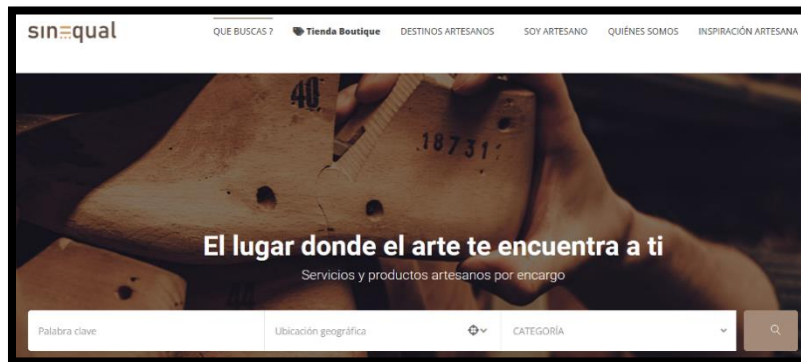 sin≡qual
QUE BUSCAS ? Tienda Boutique DESTINOS ARTESANOS SOY ARTESANO QUIÉNES SOMOS INSPIRACIÓN ARTESANA
40
18731
El lugar donde el arte te encuentra a ti
Servicios y productos artesanos por encargo
Palabra clave Ubicación geográfica CATEGORÍA